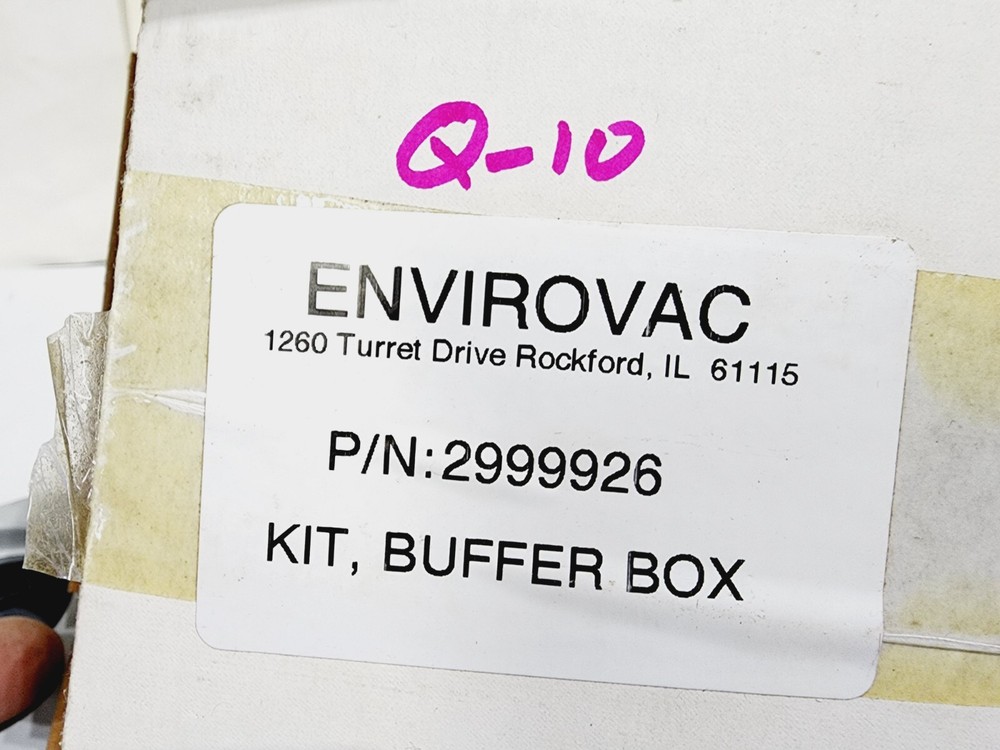 Q-10
ENVIROVAC
1260 Turret Drive Rockford, IL 61115
P/N:2999926
KIT, BUFFER BOX